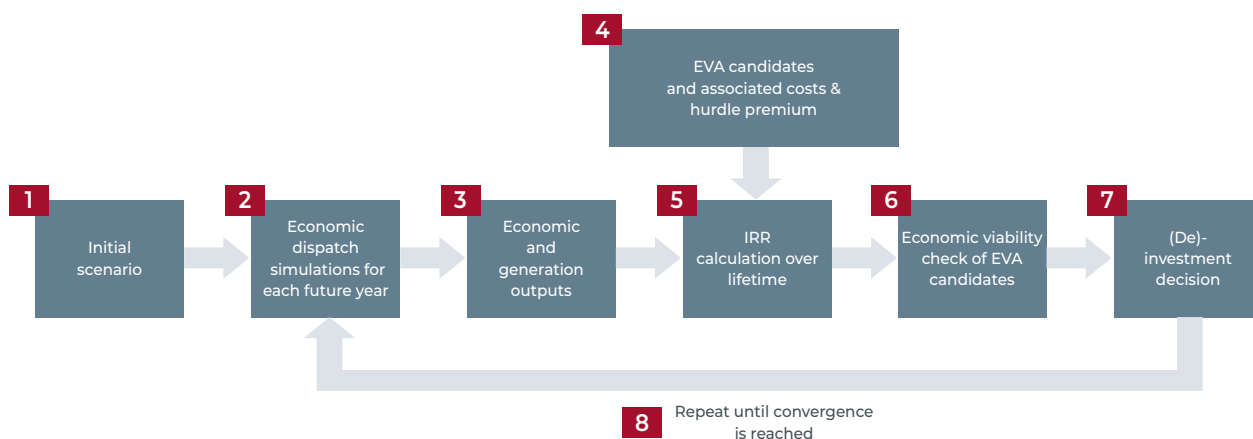 4
EVA candidates
and associated costs &
hurdle premium
1
Initial
scenario
2
Economic
dispatch
simulations for
each future year
3
Economic
and
generation
outputs
5
IRR
calculation over
lifetime
6
Economic viability
check of EVA
candidates
7
(De)-
investment
decision
8
Repeat until convergence
is reached